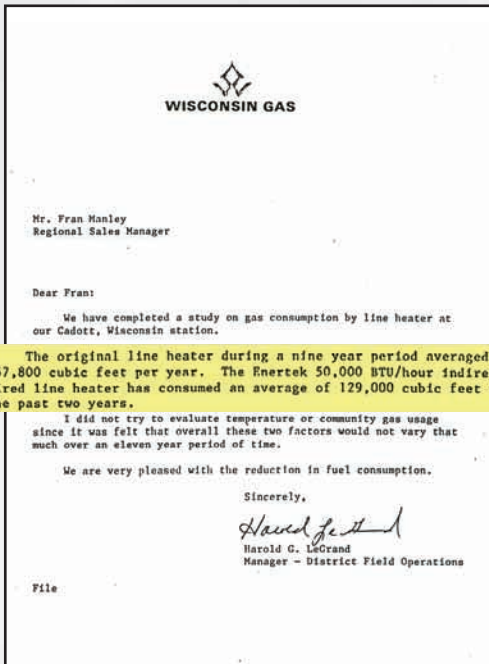 WISCONSIN GAS
Mr. Fran Manley
Regional Sales Manager
Dear Fran:
We have completed a study on gas consumption by line heater at
our Cadott, Wisconsin station.
The original line heater during a nine year period averaged
cubic feet per year. The Enertek 50,000 BTU/hour indire
ired line heater has consumed an average of 129,000 cubic feet
he past two years.
I did not try to evaluate temperature or community gas usage
since it was felt that overall these two factors would not vary that
much over an eleven year period of time.
We are very pleased with the reduction in fuel consumption.
Sincerely,
Harold G. LeGrand
Manager - District Field Operations
File